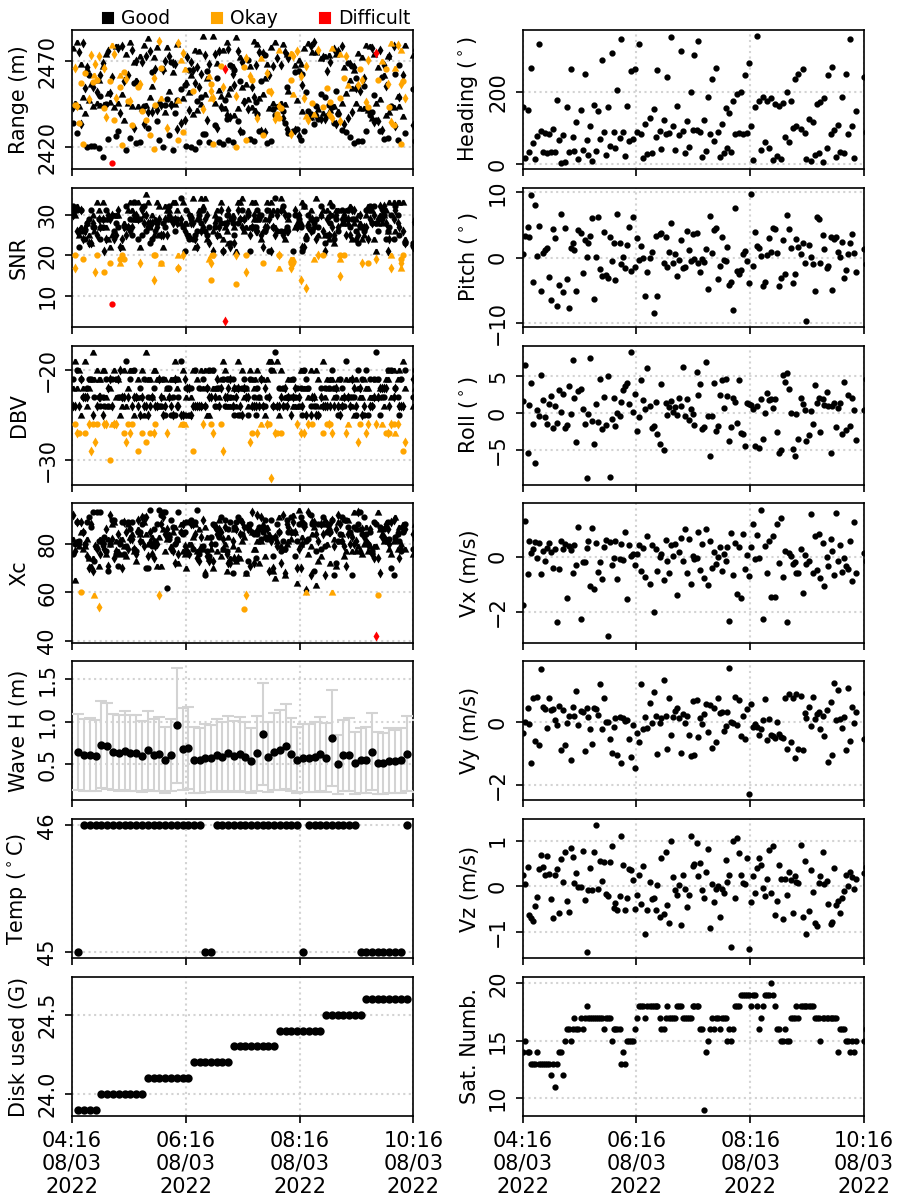 Good Okay Difficult
Range (m)
2470
2420
Heading (°)
200
0
SNR
30
20
10
Pitch (°)
10
0
−10
DBV
−20
−30
Roll (°)
5
0
−5
Xc
80
60
40
Vx (m/s)
0
−2
Wave H (m)
1.5
1.0
0.5
Vy (m/s)
0
−2
Temp (°C)
46
45
Vz (m/s)
1
0
−1
Disk used (G)
24.5
24.0
Sat. Numb.
20
15
10
04:16 06:16 08:16 10:16 04:16 06:16 08:16 10:16
08/03 08/03 08/03 08/03 08/03 08/03 08/03 08/03
2022 2022 2022 2022 2022 2022 2022 2022